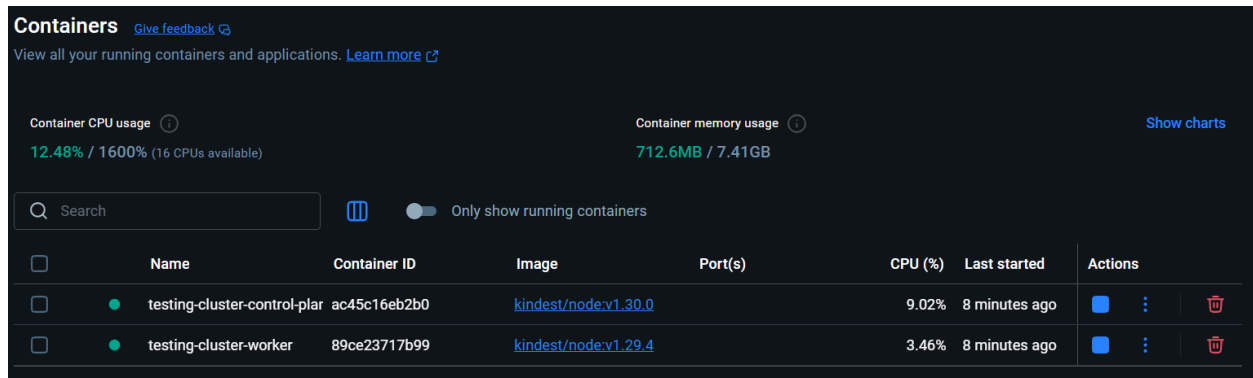 Containers Give feedback
View all your running containers and applications. Learn more
Container CPU usage
12.48% / 1600% (16 CPUs available)
Container memory usage
712.6MB / 7.41GB
Show charts
Search
Only show running containers
Name Container ID Image Port(s) CPU (%) Last started Actions
testing-cluster-control-plan ac45c16eb2b0 kindest/node:v1.30.0 9.02% 8 minutes ago
testing-cluster-worker 89ce23717b99 kindest/node:v1.29.4 3.46% 8 minutes ago